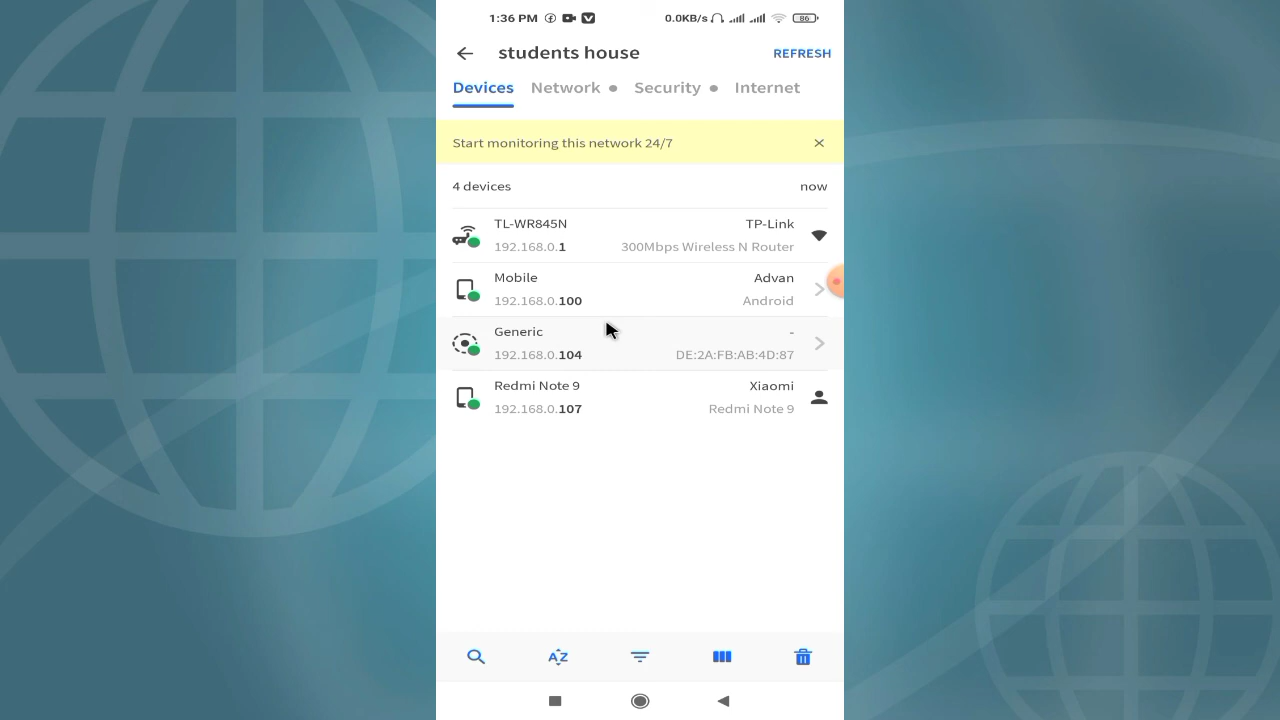 1:36 PM 0.0KB/s 86
students house REFRESH
Devices Network Security Internet
Start monitoring this network 24/7
4 devices now
TL-WR845N TP-Link
192.168.0.1 300Mbps Wireless N Router
Mobile Advan
192.168.0.100 Android
Generic -
192.168.0.104 DE:2A:FB:AB:4D:87
Redmi Note 9 Xiaomi
192.168.0.107 Redmi Note 9
AZ